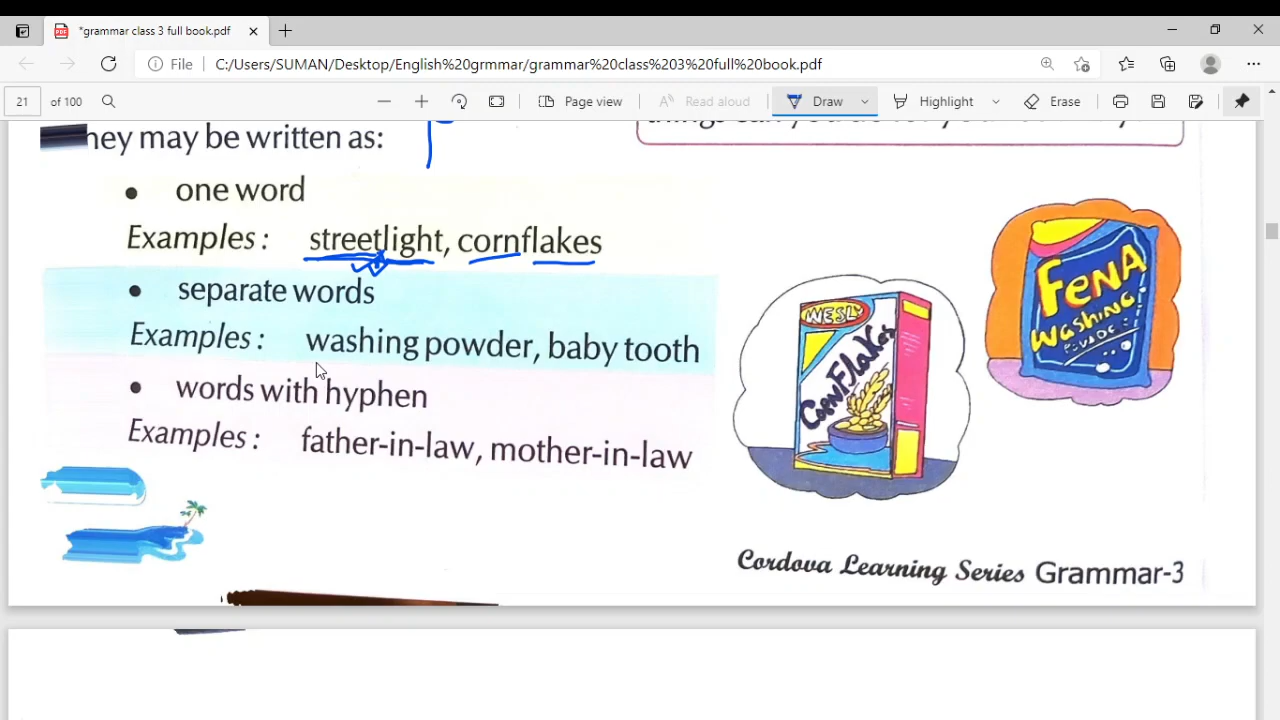 *grammar class 3 full book.pdf
File C:/Users/SUMAN/Desktop/English%20grmmar/grammar%20class%203%20full%20book.pdf
21 of 100 Page view Read aloud Draw Highlight Erase
hey may be written as:
• one word
Examples : streetlight, cornflakes
• separate words
Examples : washing powder, baby tooth
• words with hyphen
Examples : father-in-law, mother-in-law
WESLY
CornFlakes
FENA
Washing
POWDER
Cordova Learning Series Grammar-3